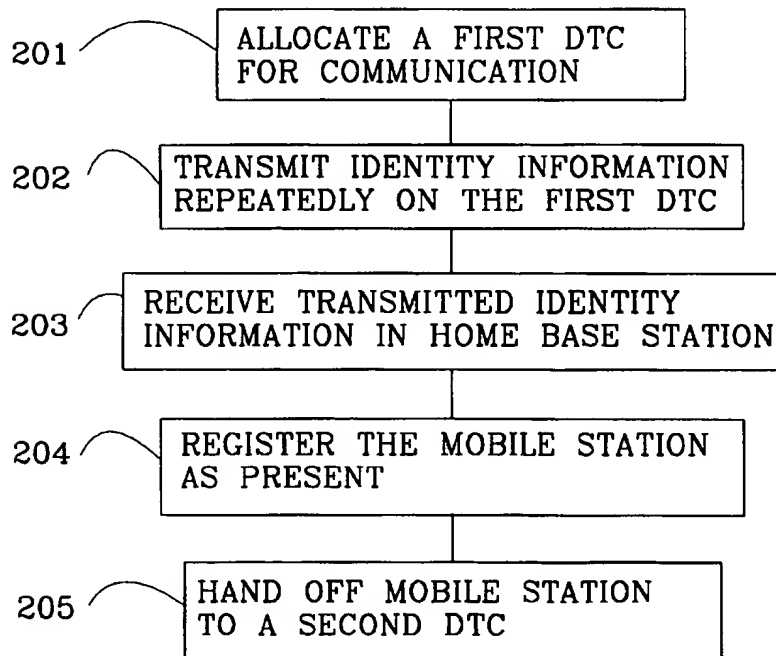 201
ALLOCATE A FIRST DTC
FOR COMMUNICATION
202
TRANSMIT IDENTITY INFORMATION
REPEATEDLY ON THE FIRST DTC
203
RECEIVE TRANSMITTED IDENTITY
INFORMATION IN HOME BASE STATION
204
REGISTER THE MOBILE STATION
AS PRESENT
205
HAND OFF MOBILE STATION
TO A SECOND DTC